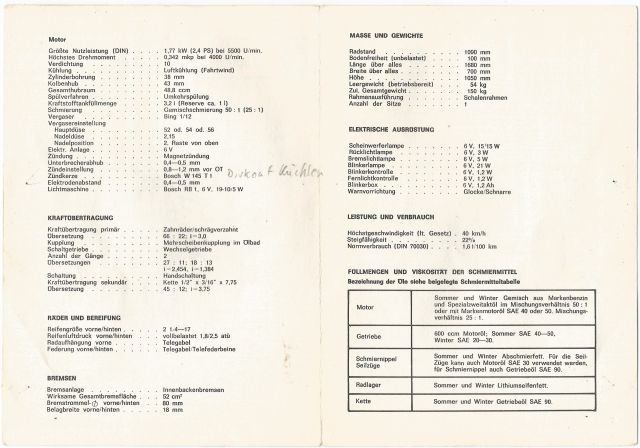 Motor
Größte Nutzleistung (DIN) . . . . 1,77 kW (2,4 PS) bei 5500 U/min.
Höchstes Drehmoment . . . . . 0,342 mkp bei 4000 U/min.
Verdichtung . . . . . . . . . 10
Kühlung . . . . . . . . . . Luftkühlung (Fahrtwind)
Zylinderbohrung . . . . . . . 38 mm
Kolbenhub . . . . . . . . . 43 mm
Gesamthubraum . . . . . . . 48,8 ccm
Spülverfahren . . . . . . . . Umkehrspülung
Kraftstofftankfüllmenge . . . . . 3,2 l (Reserve ca. 1 l)
Schmierung . . . . . . . . . Gemischschmierung 50 : 1 (25 : 1)
Vergaser . . . . . . . . . . Bing 1/12
Vergasereinstellung
Hauptdüse . . . . . . . . 52 od. 54 od. 56
Nadeldüse . . . . . . . . 2,15
Nadelposition . . . . . . . 2. Raste von oben
Elektr. Anlage . . . . . . . . 6 V
Zündung . . . . . . . . . . Magnetzündung
Unterbrecherabhub . . . . . . 0,4—0,5 mm
Zündeinstellung . . . . . . . 0,8—1,2 mm vor OT
Zündkerze . . . . . . . . . Bosch W 145 T 1
Elektrodenabstand . . . . . . 0,4—0,5 mm
Lichtmaschine . . . . . . . . Bosch RB 1, 6 V, 19-10/5 W
KRAFTÜBERTRAGUNG
Kraftübertragung primär . . . . . Zahnräder/schrägverzahnt
Übersetzung . . . . . . . . . 66 : 22; i=3,0
Kupplung . . . . . . . . . . Mehrscheibenkupplung im Ölbad
Schaltgetriebe . . . . . . . . Wechselgetriebe
Anzahl der Gänge . . . . . . . 2
Übersetzungen . . . . . . . . 27 : 11; 18 : 13
i=2,454, i=1,384
Schaltung . . . . . . . . . Handschaltung
Kraftübertragung sekundär . . . . Kette 1/2" x 3/16" x 7,75
Übersetzung . . . . . . . . . 45 : 12; i=3,75
RÄDER UND BEREIFUNG
Reifengröße vorne/hinten . . . . 2 1/4—17
Reifenluftdruck vorne/hinten . . . vollbelastet 1,8/2,5 atü
Radaufhängung vorne . . . . . Telegabel
Federung vorne/hinten . . . . . Telegabel/Telefederbeine
BREMSEN
Bremsanlage . . . . . . . . Innenbackenbremsen
Wirksame Gesamtbremsfläche . . . 52 cm²
Bremstrommel-∅ vorne/hinten . . 80 mm
Belagbreite vorne/hinten . . . . 18 mm
MASSE UND GEWICHTE
Radstand . . . . . . . . . 1090 mm
Bodenfreiheit (unbelastet) . . . . 100 mm
Länge über alles . . . . . . . 1680 mm
Breite über alles . . . . . . . 700 mm
Höhe . . . . . . . . . . . 1050 mm
Leergewicht (betriebsbereit) . . . 54 kg
Zul. Gesamtgewicht . . . . . . 150 kg
Rahmenausführung . . . . . . Schalenrahmen
Anzahl der Sitze . . . . . . . 1
ELEKTRISCHE AUSRÜSTUNG
Scheinwerferlampe . . . . . . 6 V, 15/15 W
Rücklichtlampe . . . . . . . 6 V, 3 W
Bremslichtlampe . . . . . . . 6 V, 5 W
Blinkerlampe . . . . . . . . 6 V, 21 W
Blinkerkontrolle . . . . . . . 6 V, 1,2 W
Fernlichtkontrolle . . . . . . . 6 V, 1,2 W
Blinkerbox . . . . . . . . . 6 V, 1,2 Ah
Warnvorrichtung . . . . . . . Glocke/Schnarre
LEISTUNG UND VERBRAUCH
Höchstgeschwindigkeit (lt. Gesetz) . 40 km/h
Steigfähigkeit . . . . . . . . 22%
Normverbrauch (DIN 70030) . . . 1,6 l/100 km
FÜLLMENGEN UND VISKOSITÄT DER SCHMIERMITTEL
Bezeichnung der Öle siehe beigelegte Schmiermitteltabelle
Motor
Sommer und Winter Gemisch aus Markenbenzin
und Spezialzweitaktöl im Mischungsverhältnis 50 : 1
oder mit Markenmotoröl SAE 40 oder 50. Mischungs-
verhältnis 25 : 1.
Getriebe
600 ccm Motoröl; Sommer SAE 40—50,
Winter SAE 20—30.
Schmiernippel
Seilzüge
Sommer und Winter Abschmierfett. Für die Seil-
züge kann auch Motoröl SAE 30 verwendet werden,
für Schmiernippel auch Getriebeöl SAE 90.
Radlager
Sommer und Winter Lithiumseifenfett.
Kette
Sommer und Winter Getriebeöl SAE 90.